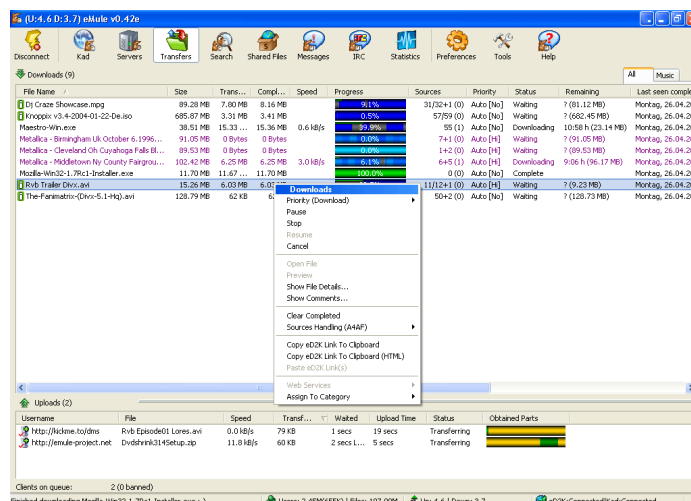 (U:4.6 D:3.7) eMule v0.42e
Disconnect Kad Servers Transfers Search Shared Files Messages IRC Statistics Preferences Tools Help
Downloads (9) All Music
File Name Size Trans... Compl... Speed Progress Sources Priority Status Remaining Last seen comple
Dj Craze Showcase.mpg 89.28 MB 7.80 MB 8.16 MB 9.1% 31/32+1 (0) Auto [No] Waiting ? (81.12 MB) Montag, 26.04.20
Knoppix v3.4-2004-01-22-De.iso 685.87 MB 3.31 MB 3.41 MB 0.5% 57/59 (0) Auto [No] Waiting ? (682.45 MB) Montag, 26.04.20
Maestro-Win.exe 38.51 MB 15.33 ... 15.36 MB 0.6 kB/s 39.9% 55 (1) Auto [No] Downloading 10:58 h (23.14 MB) Montag, 26.04.20
Metallica - Birmingham Uk October 6.1996... 91.05 MB 0 Bytes 0 Bytes 0.0% 7+1 (0) Auto [Hi] Waiting ? (91.05 MB) Montag, 26.04.20
Metallica - Cleveland Oh Cuyahoga Falls Bl... 89.53 MB 0 Bytes 0 Bytes 0.0% 1+2 (0) Auto [Hi] Waiting ? (89.53 MB) Montag, 26.04.20
Metallica - Middletown Ny County Fairgrou... 102.42 MB 6.25 MB 6.25 MB 3.0 kB/s 6.1% 6+5 (1) Auto [Hi] Downloading 9:06 h (96.17 MB) Montag, 26.04.20
Mozilla-Win32-1.7Rc1-Installer.exe 11.70 MB 11.67 ... 11.70 MB 100.0% 0 (0) Auto [No] Complete Montag, 26.04.20
Rvb Trailer Divx.avi 15.26 MB 6.03 MB 11/12+1 (0) Auto [Hi] Waiting ? (9.23 MB) Montag, 26.04.20
The-Fanimatrix-(Divx-5.1-Hq).avi 128.79 MB 62 KB 50+2 (0) Auto [No] Waiting ? (128.73 MB) Montag, 26.04.20
Downloads
Priority (Download)
Pause
Stop
Resume
Cancel
Open File
Preview
Show File Details...
Show Comments...
Clear Completed
Sources Handling (A4AF)
Copy eD2K Link To Clipboard
Copy eD2K Link To Clipboard (HTML)
Paste eD2K Link(s)
Web Services
Assign To Category
Uploads (2)
Username File Speed Transf... Waited Upload Time Status Obtained Parts
http://kickme.to/dms Rvb Episode01 Lores.avi 0.0 kB/s 79 KB 1 secs 19 secs Transferring
http://emule-project.net Dvdshrink314Setup.zip 11.8 kB/s 60 KB 2 secs L... 5 secs Transferring
Clients on queue: 2 (0 banned)